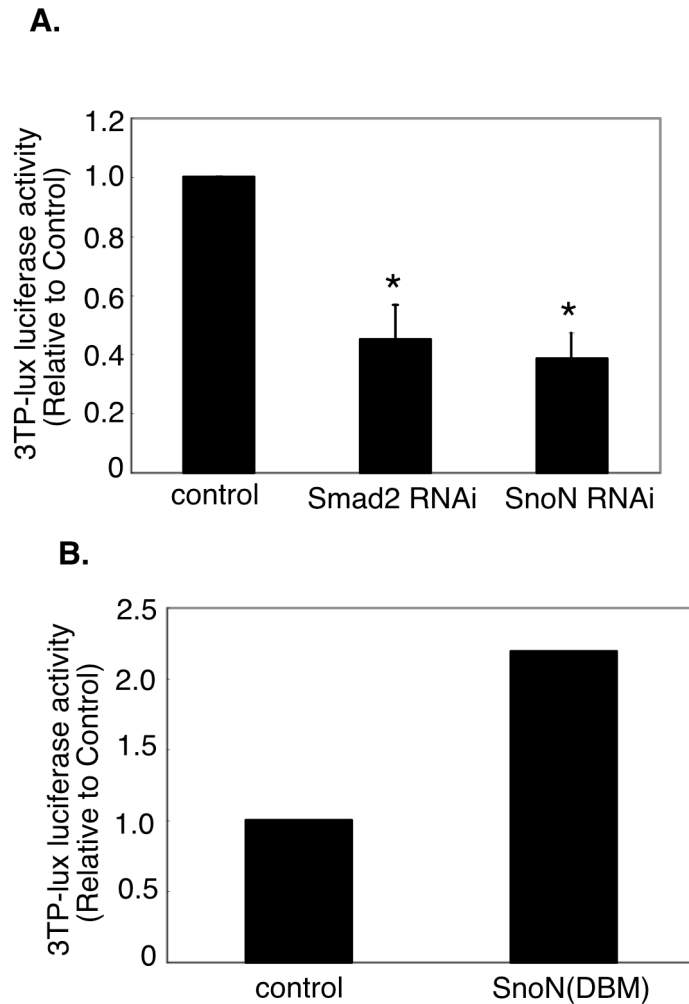 A.
3TP-lux luciferase activity
(Relative to Control)
1.2
1.0
0.8
0.6
0.4
0.2
0
*
*
control
Smad2 RNAi
SnoN RNAi
B.
3TP-lux luciferase activity
(Relative to Control)
2.5
2.0
1.5
1.0
0.5
0
control
SnoN(DBM)